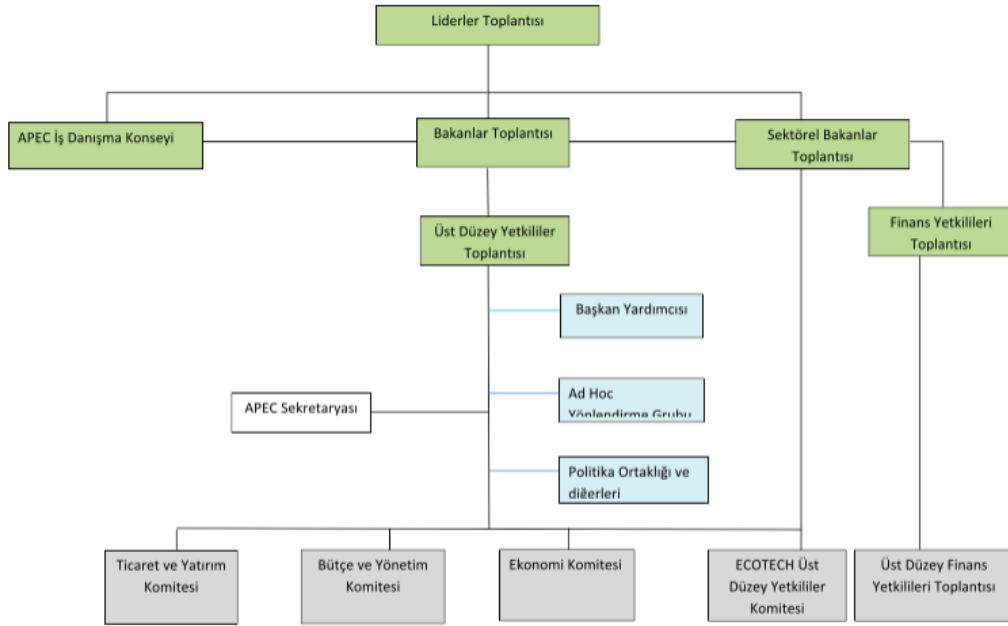 Liderler Toplantısı
APEC İş Danışma Konseyi
Bakanlar Toplantısı
Sektörel Bakanlar
Toplantısı
Üst Düzey Yetkililer
Toplantısı
Finans Yetkilileri
Toplantısı
Başkan Yardımcısı
Ad Hoc
Yönlendirme Grubu
APEC Sekretaryası
Politika Ortaklığı ve
diğerleri
Ticaret ve Yatırım
Komitesi
Bütçe ve Yönetim
Komitesi
Ekonomi Komitesi
ECOTECH Üst
Düzey Yetkililer
Komitesi
Üst Düzey Finans
Yetkilileri Toplantısı